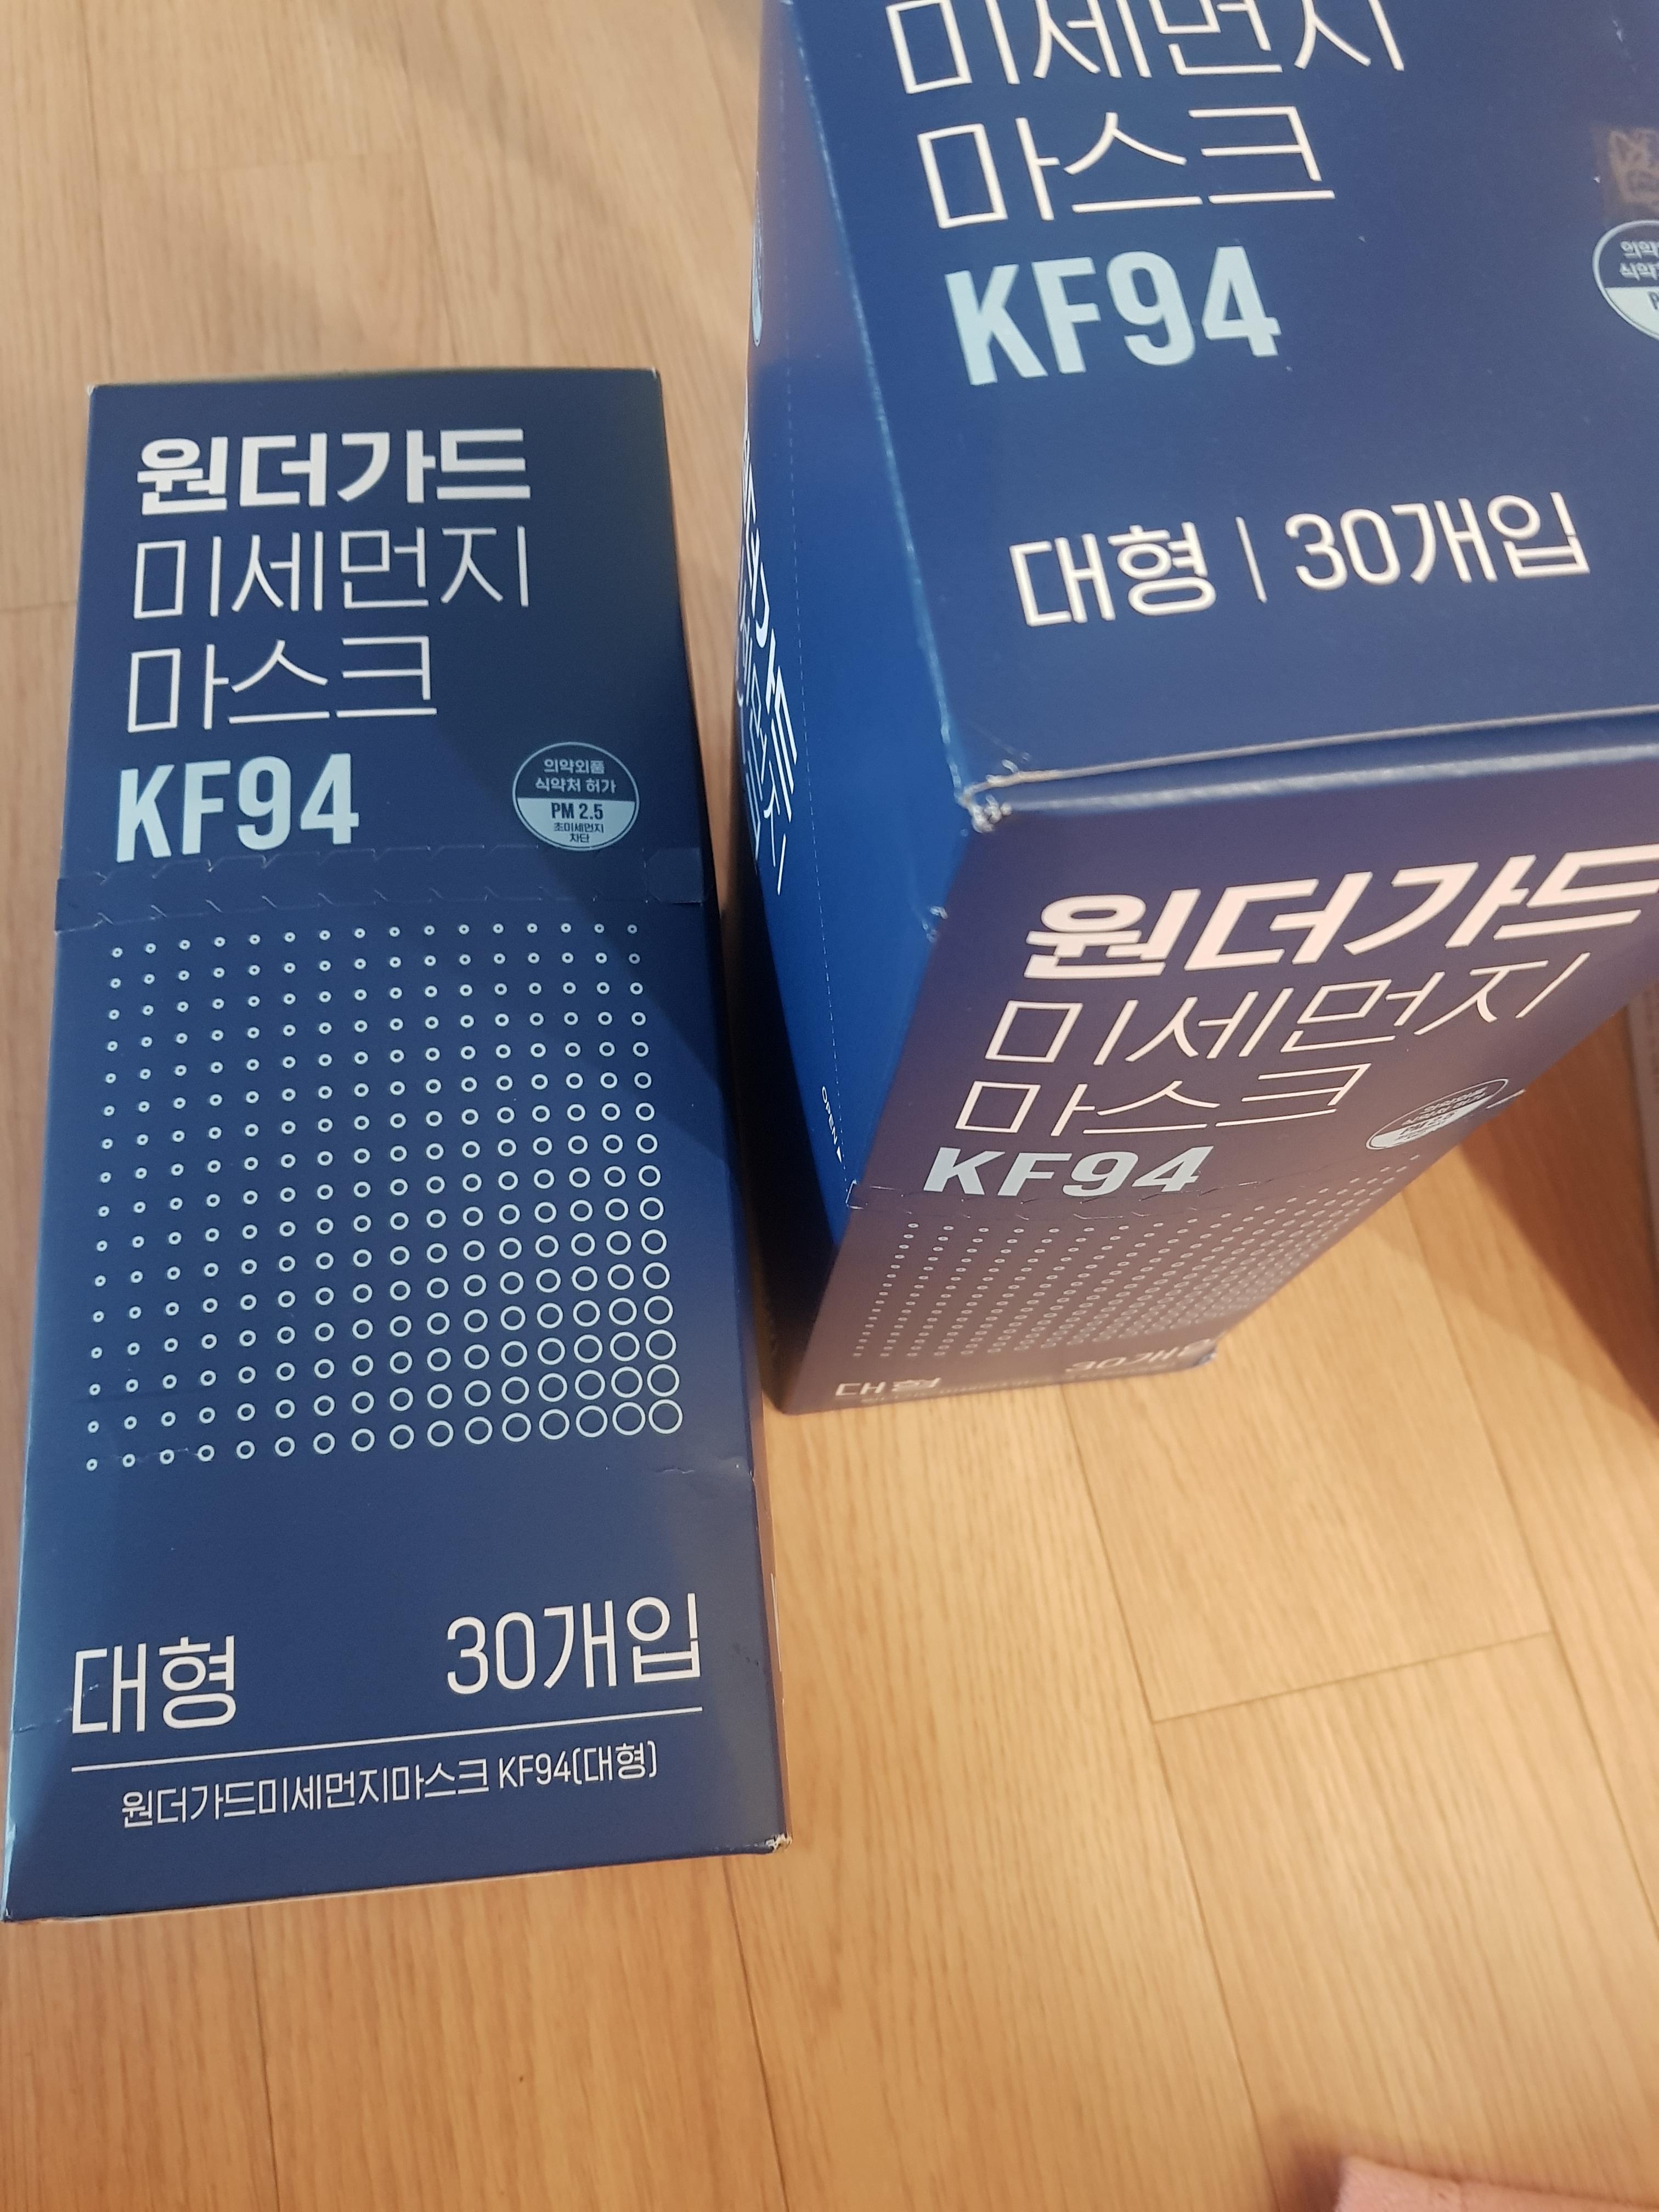 원더가드
미세먼지
마스크
KF94
의약외품
식약처 허가
PM 2.5
초미세먼지
차단
대형 30개입
원더가드미세먼지마스크 KF94(대형)
미세먼지
마스크
KF94
대형 | 30개입
원더가드
미세먼지
마스크
KF94
대형 30개입
OPEN